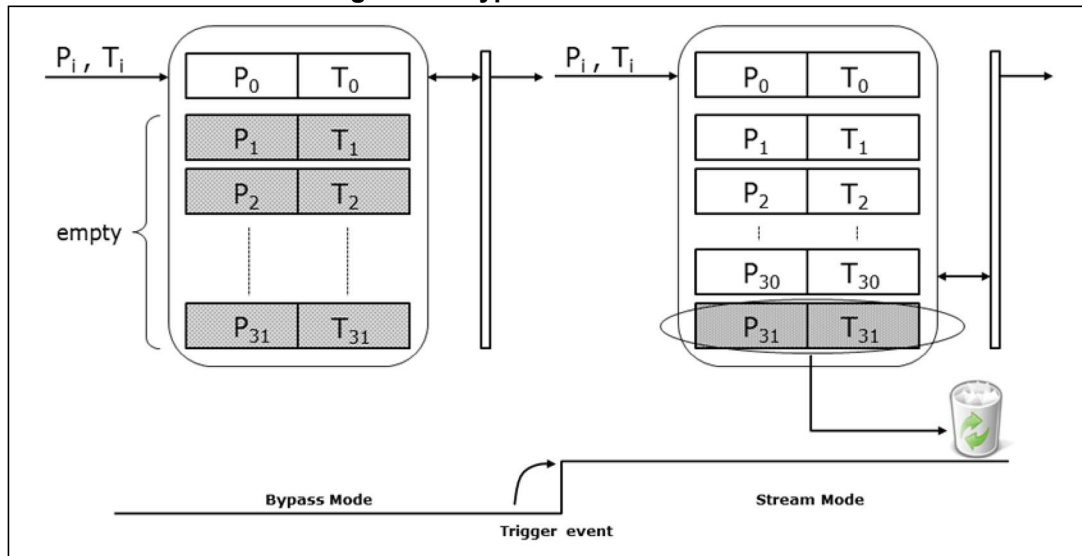 P₀ T₀
Pᵢ , Tᵢ
P₁ T₁
P₂ T₂
empty
P₃₁ T₃₁
Pᵢ , Tᵢ
P₀ T₀
P₁ T₁
P₂ T₂
P₃₀ T₃₀
P₃₁ T₃₁
Bypass Mode
Stream Mode
Trigger event